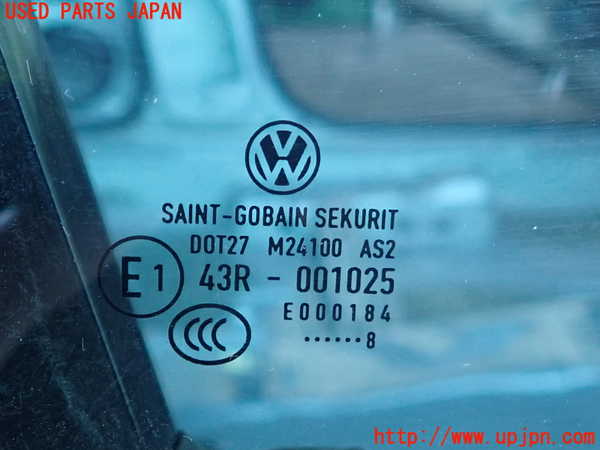 USED PARTS JAPAN
SAINT-GOBAIN SEKURIT
DOT27 M24100 AS2
E1 43R - 001025
E000184
CCC
......8
http://www.upjpn.com/